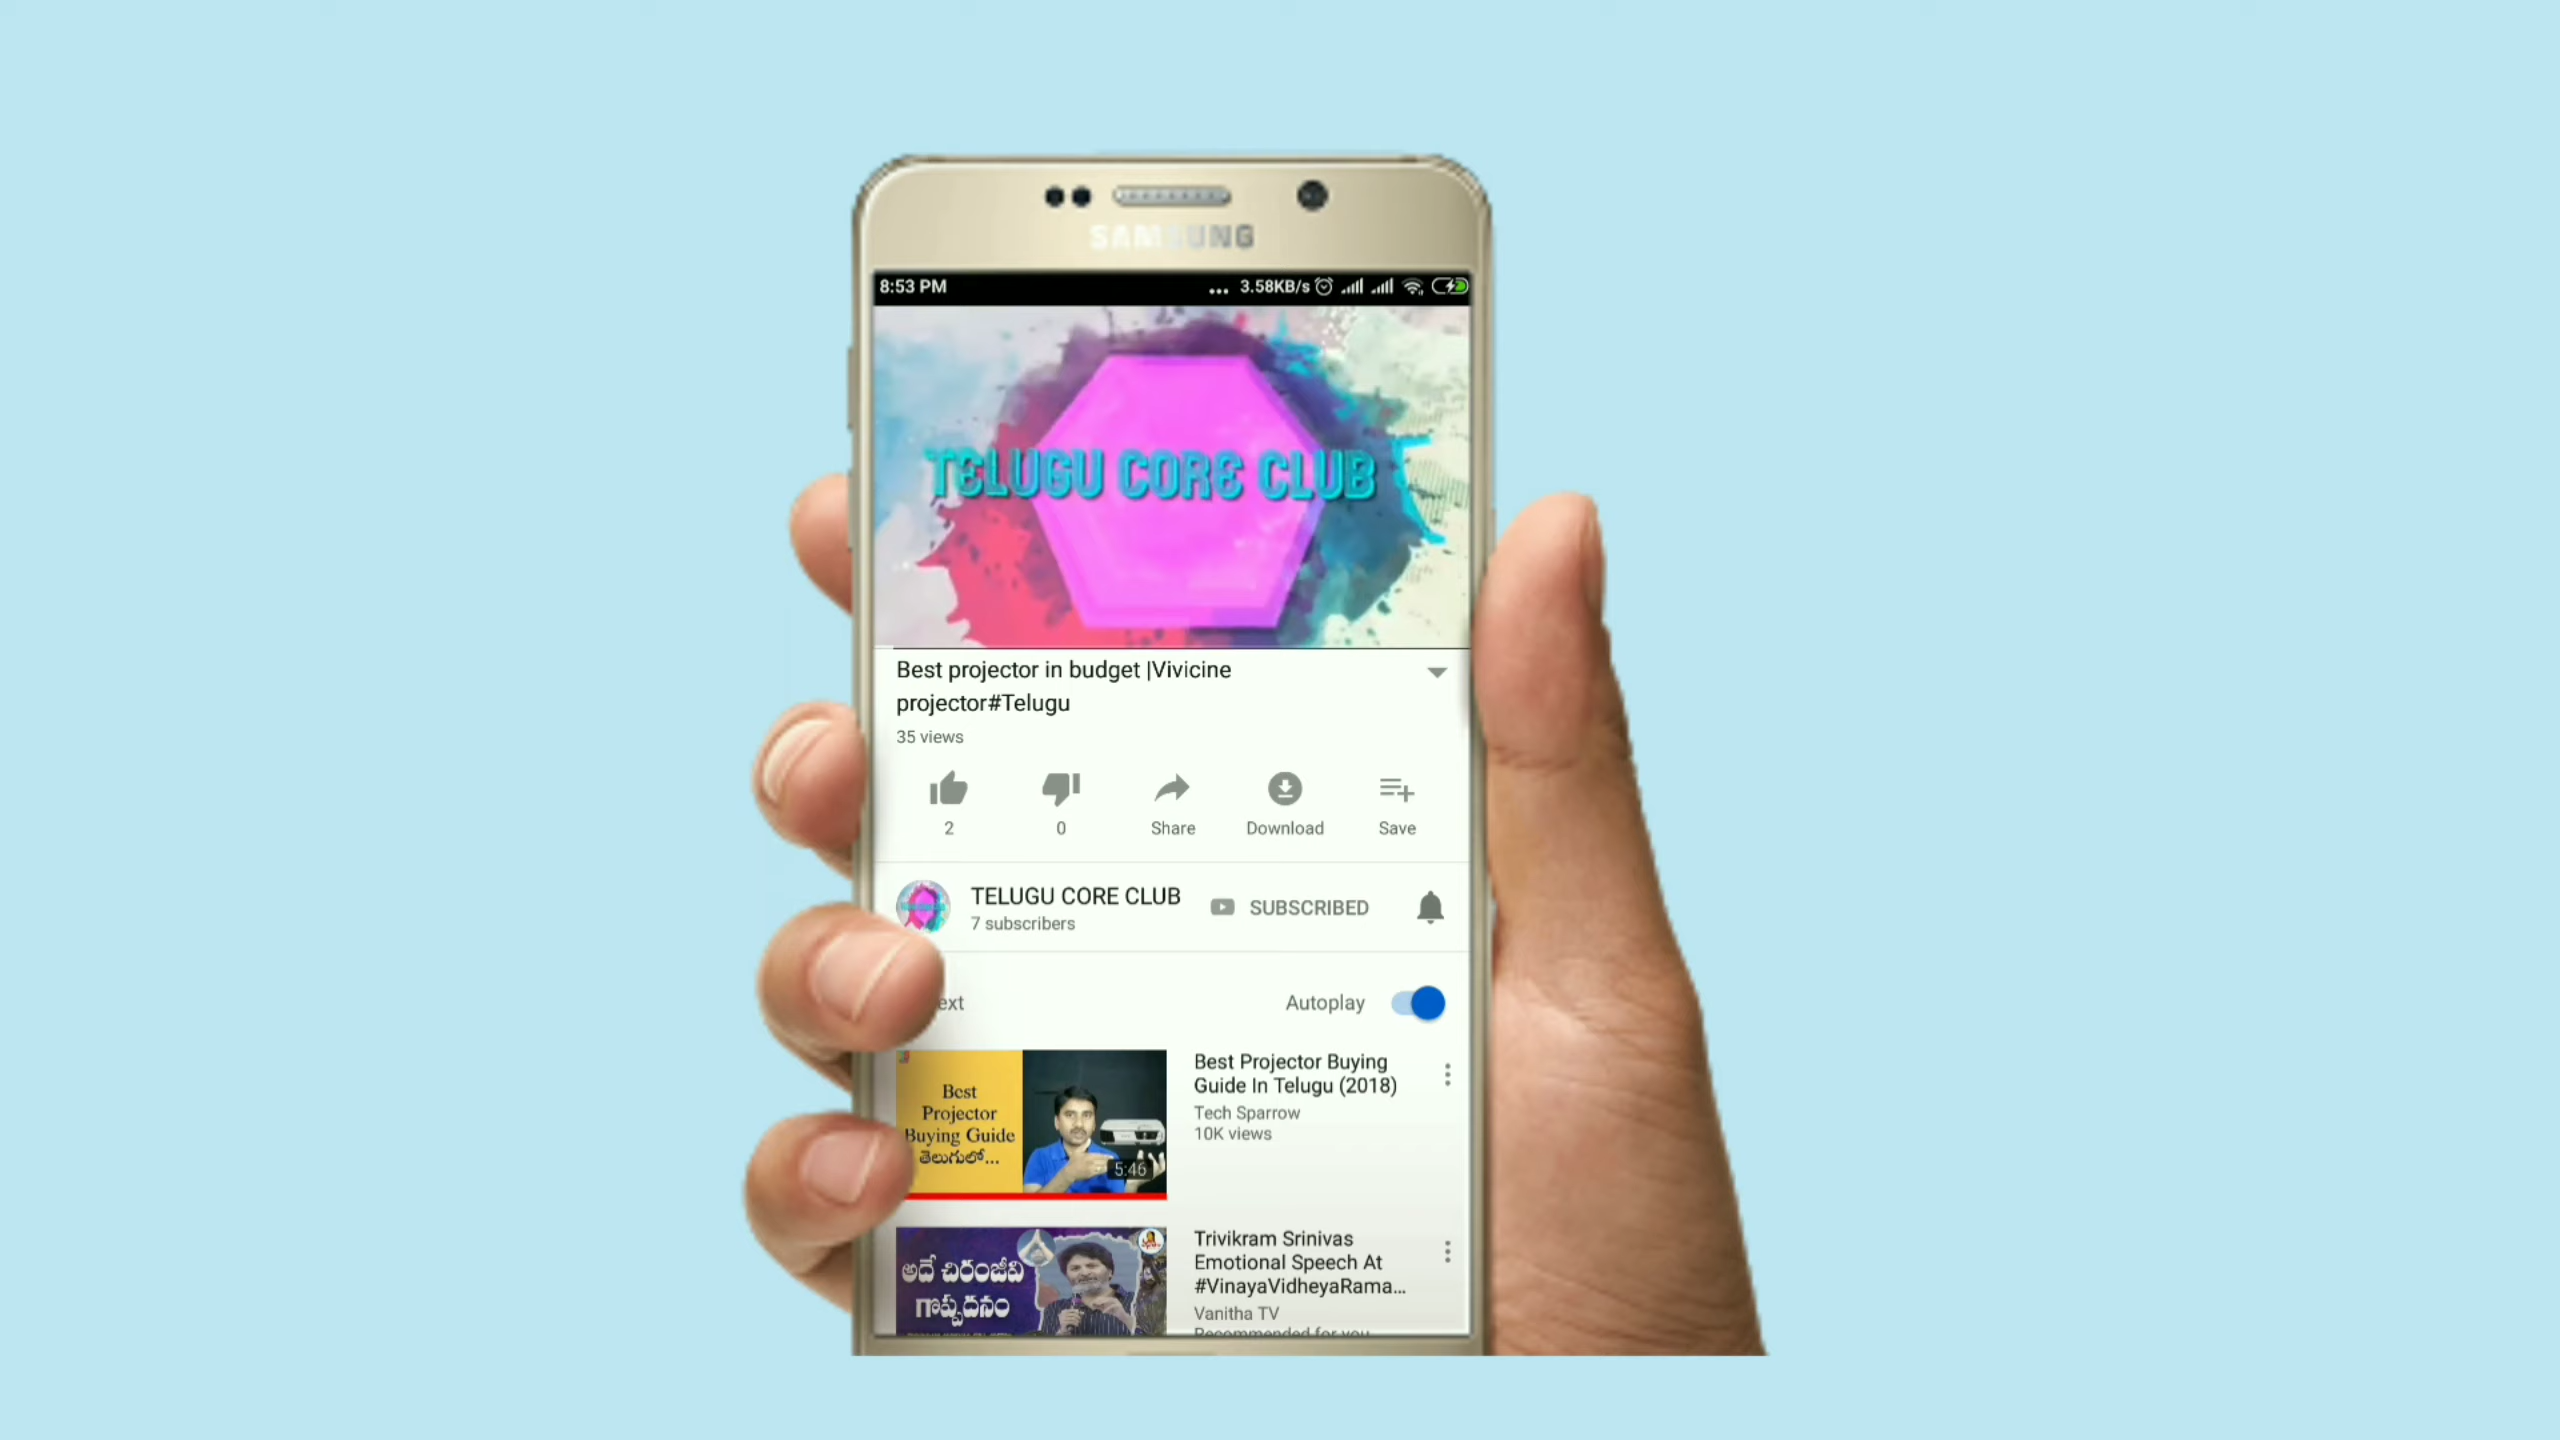 SAMSUNG
8:53 PM
... 3.58KB/s
TELUGU CORE CLUB
Best projector in budget |Vivicine
projector#Telugu
35 views
2
0
Share
Download
Save
TELUGU CORE CLUB
7 subscribers
SUBSCRIBED
ext
Autoplay
Best
Projector
Buying Guide
తెలుగులో...
5:46
Best Projector Buying
Guide In Telugu (2018)
Tech Sparrow
10K views
అదే చిరంజీవి
గొప్పదనం
Trivikram Srinivas
Emotional Speech At
#VinayaVidheyaRama...
Vanitha TV
Recommended for you